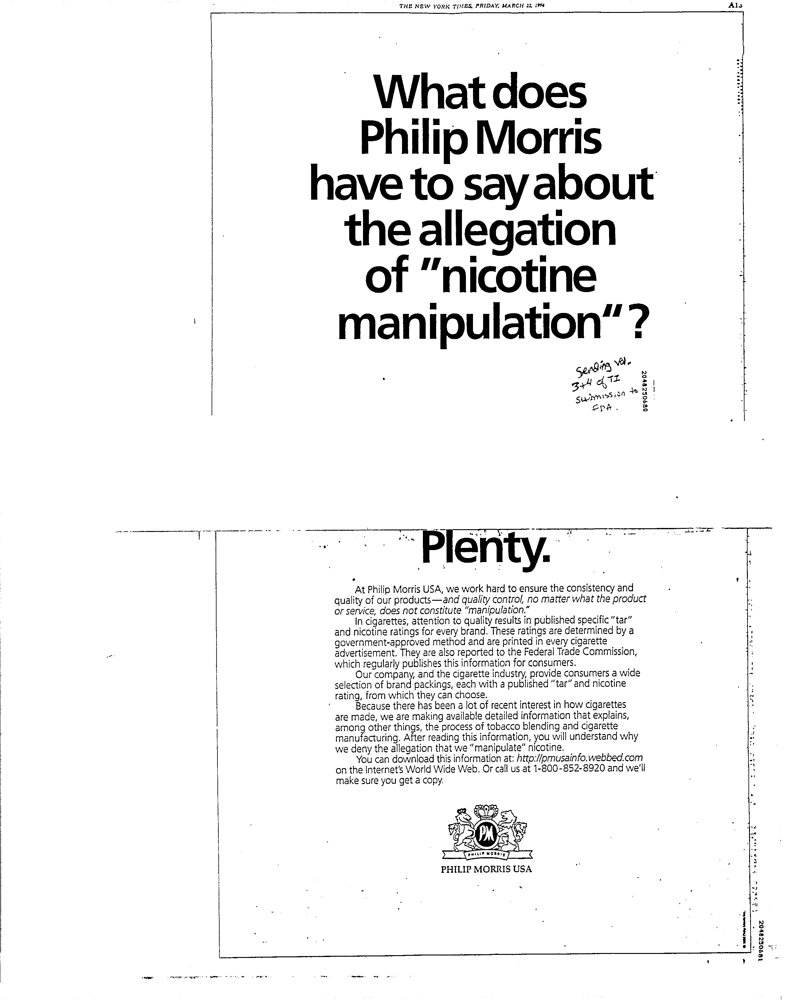 THE NEW YORK TIMES, FRIDAY, MARCH 22, 1996
What does
Philip Morris
have to say about
the allegation
of "nicotine
manipulation"?
Sending Vol.
3+4 of TI
submission to
FDA.
2048250680
Plenty.
At Philip Morris USA, we work hard to ensure the consistency and
quality of our products—and quality control, no matter what the product
or service, does not constitute "manipulation."
In cigarettes, attention to quality results in published specific "tar"
and nicotine ratings for every brand. These ratings are determined by a
government-approved method and are printed in every cigarette
advertisement. They are also reported to the Federal Trade Commission,
which regularly publishes this information for consumers.
Our company, and the cigarette industry, provide consumers a wide
selection of brand packings, each with a published "tar" and nicotine
rating, from which they can choose.
Because there has been a lot of recent interest in how cigarettes
are made, we are making available detailed information that explains,
among other things, the process of tobacco blending and cigarette
manufacturing. After reading this information, you will understand why
we deny the allegation that we "manipulate" nicotine.
You can download this information at: http://pmusainfo.webbed.com
on the Internet's World Wide Web. Or call us at 1-800-852-8920 and we'll
make sure you get a copy.
PM
PHILIP MORRIS
PHILIP MORRIS USA
2048250681